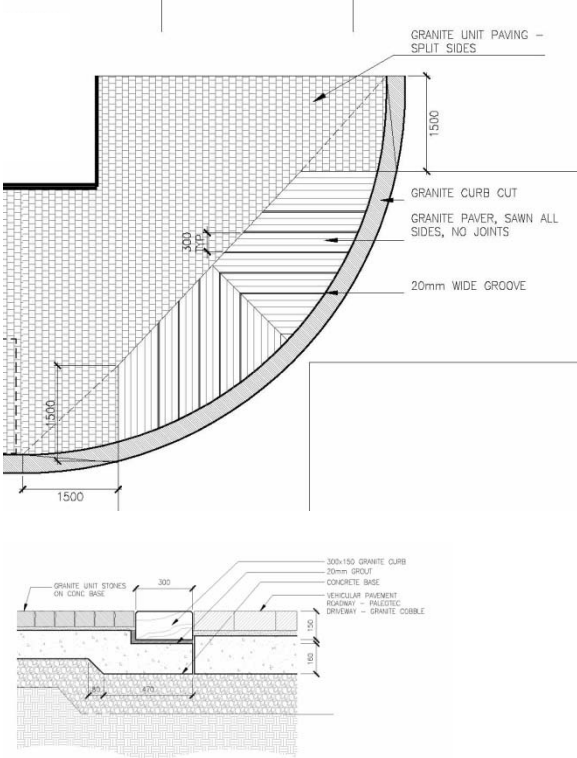 GRANITE UNIT PAVING –
SPLIT SIDES
1500
GRANITE CURB CUT
GRANITE PAVER, SAWN ALL
SIDES, NO JOINTS
300
TYP.
20mm WIDE GROOVE
1500
1500
300x150 GRANITE CURB
20mm GROUT
CONCRETE BASE
GRANITE UNIT STONES
ON CONC BASE
300
VEHICULAR PAVEMENT
ROADWAY – PALEOTEC
DRIVEWAY – GRANITE COBBLE
150
160
470